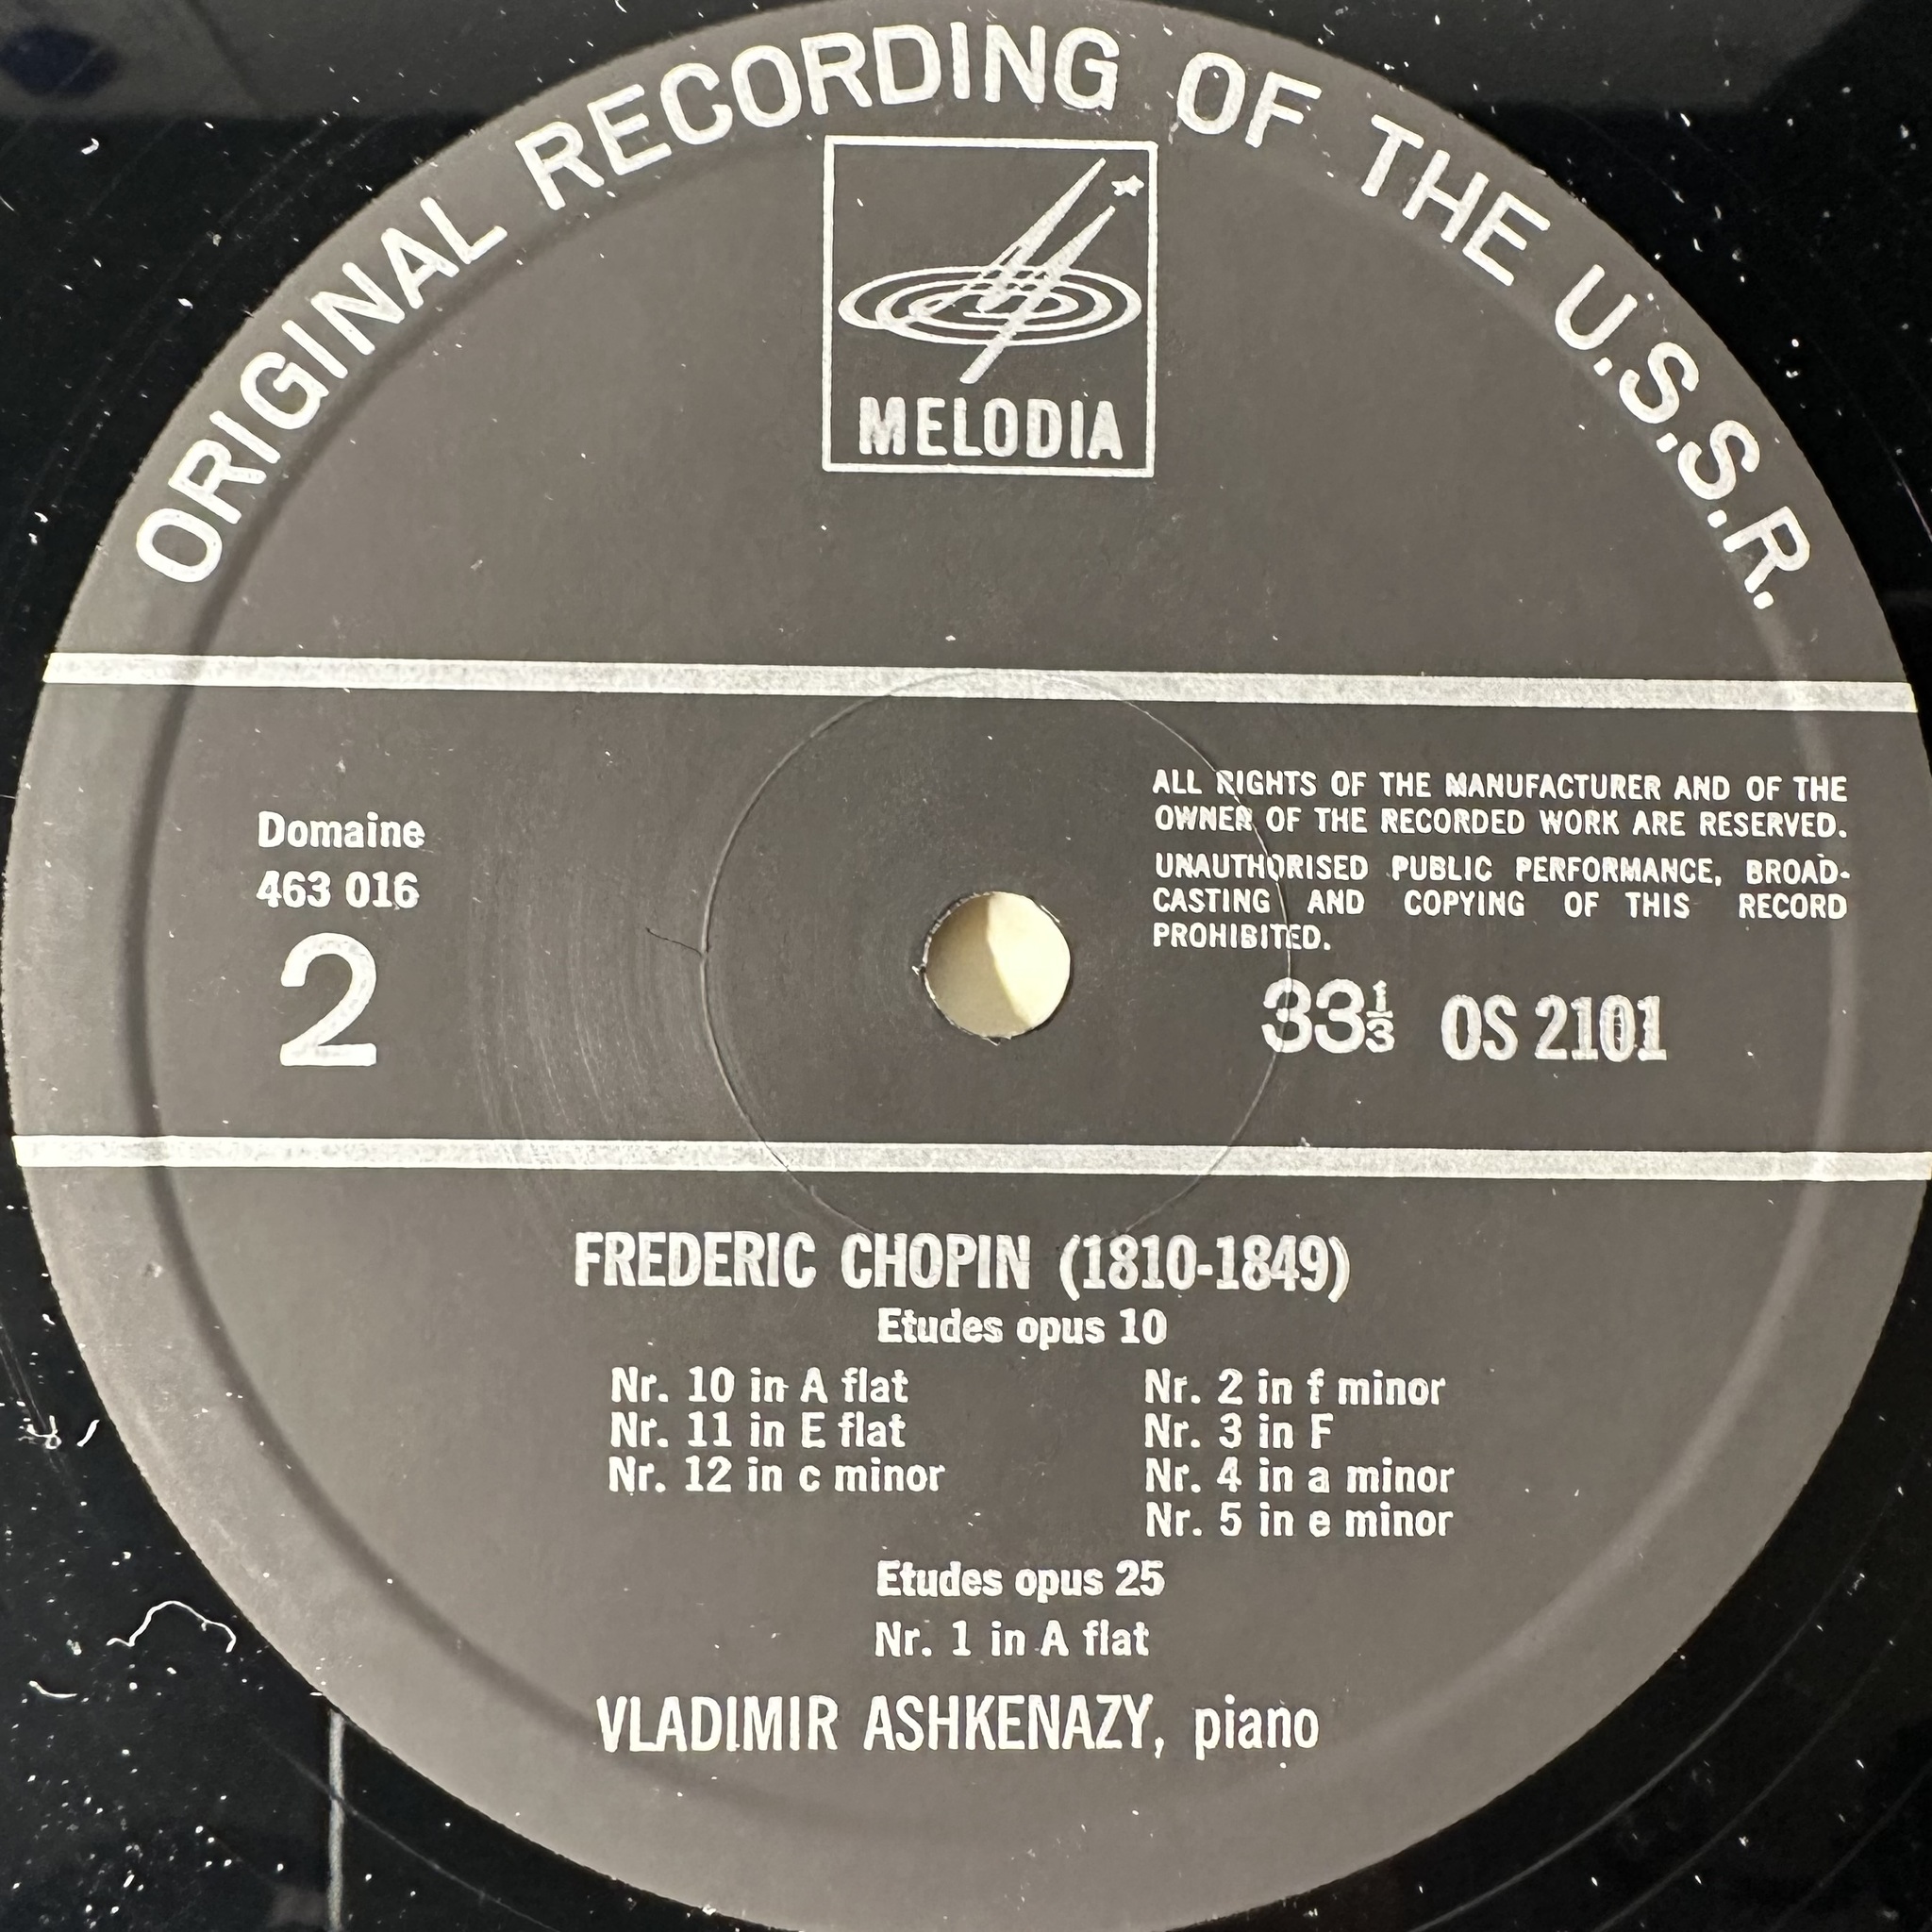 ORIGINAL RECORDING OF THE U.S.S.R.
MELODIA
Domaine
463 016
2
ALL RIGHTS OF THE MANUFACTURER AND OF THE
OWNER OF THE RECORDED WORK ARE RESERVED.
UNAUTHORISED PUBLIC PERFORMANCE, BROAD-
CASTING AND COPYING OF THIS RECORD
PROHIBITED.
33⅓ OS 2101
FREDERIC CHOPIN (1810-1849)
Etudes opus 10
Nr. 10 in A flat
Nr. 11 in E flat
Nr. 12 in c minor
Nr. 2 in f minor
Nr. 3 in F
Nr. 4 in a minor
Nr. 5 in e minor
Etudes opus 25
Nr. 1 in A flat
VLADIMIR ASHKENAZY, piano